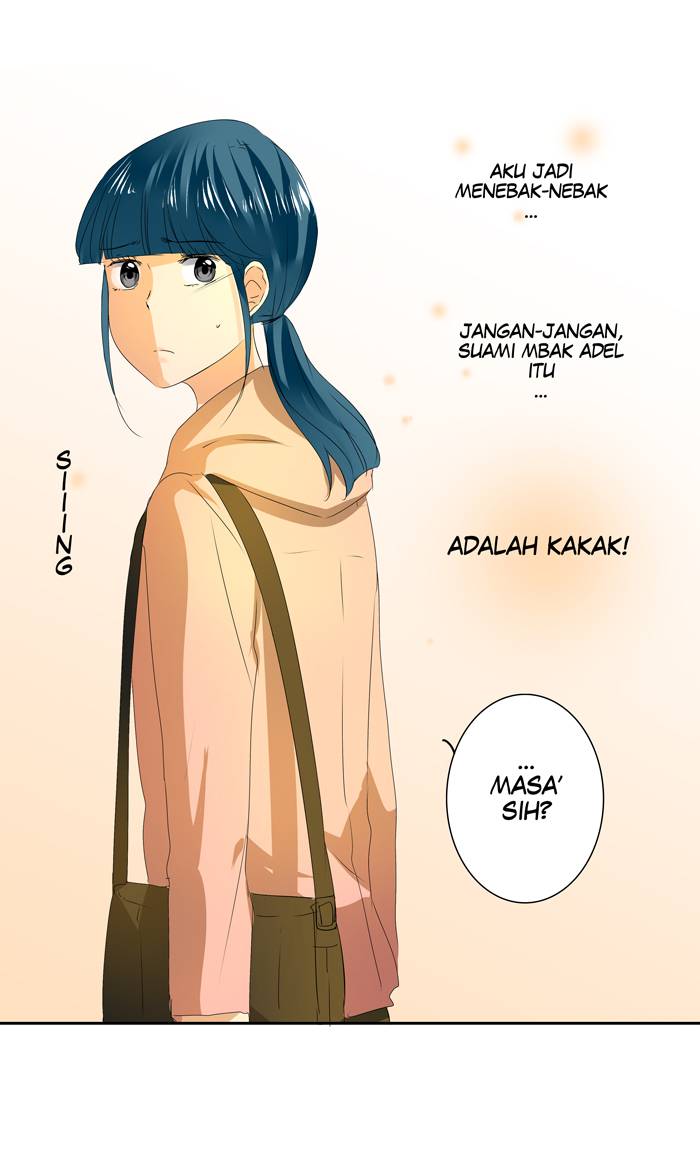 AKU JADI
MENEBAK-NEBAK
...
JANGAN-JANGAN,
SUAMI MBAK ADEL
ITU
...
SIIING
ADALAH KAKAK!
...
MASA'
SIH?